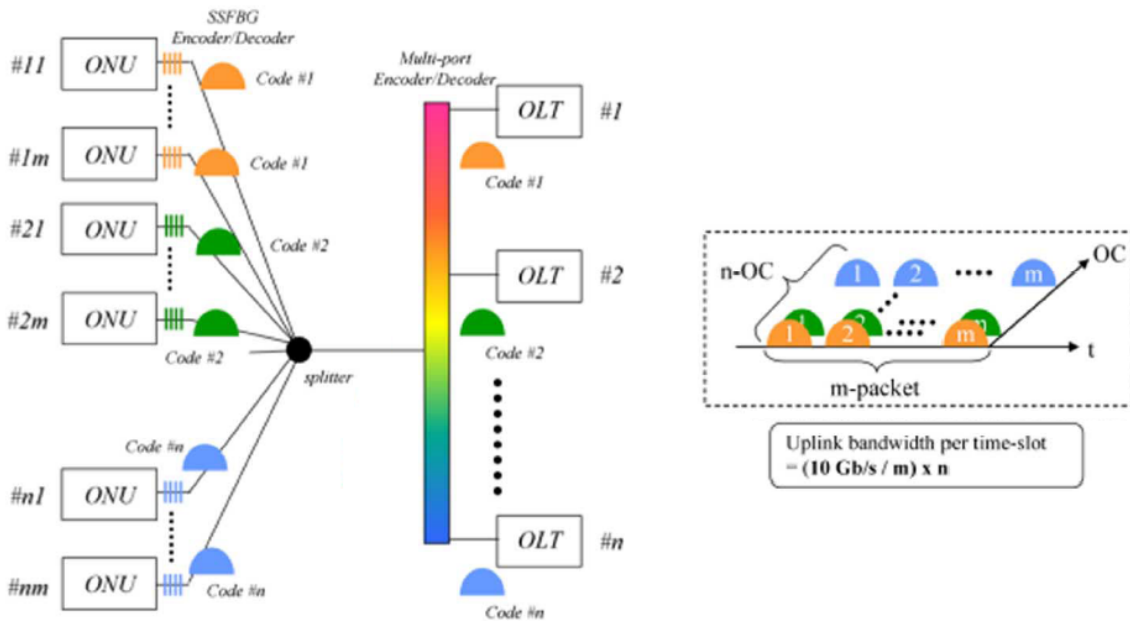 SSFBG
Encoder/Decoder
#11
ONU
Code #1
#1m
ONU
Code #1
#21
ONU
Code #2
#2m
ONU
Code #2
splitter
Code #n
#n1
ONU
#nm
ONU
Code #n
Multi-port
Encoder/Decoder
OLT
#1
Code #1
OLT
#2
Code #2
OLT
#n
Code #n
n-OC
1 2 m
OC
1 2 m
1 2 m
t
m-packet
Uplink bandwidth per time-slot
= (10 Gb/s / m) x n